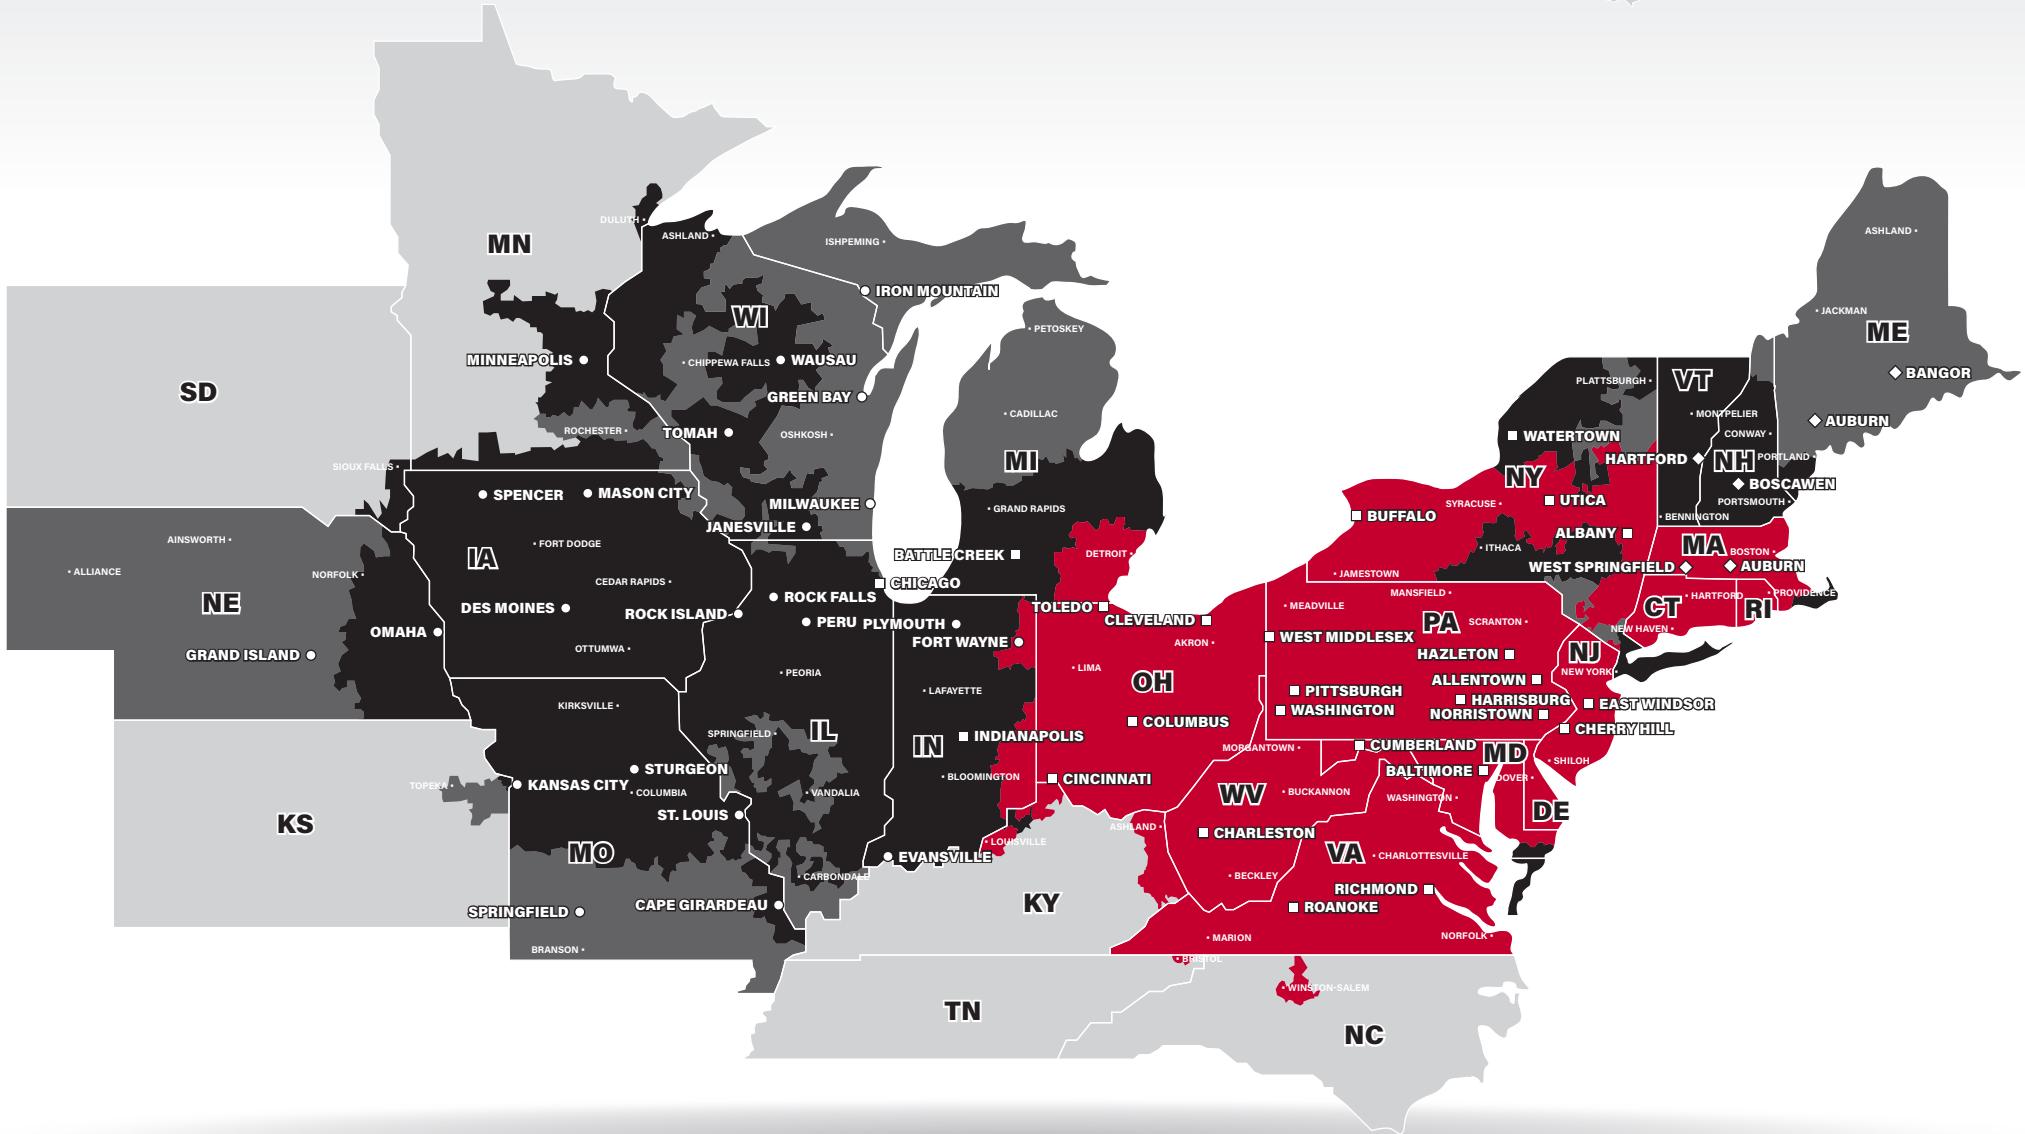 MN
DULUTH
ASHLAND
ISHPEMING
ASHLAND
IRON MOUNTAIN
WI
PETOSKEY
JACKMAN
ME
MINNEAPOLIS
CHIPPEWA FALLS
WAUSAU
BANGOR
SD
GREEN BAY
PLATTSBURGH
VT
CADILLAC
MONTPELIER
AUBURN
ROCHESTER
TOMAH
OSHKOSH
WATERTOWN
CONWAY
SIOUX FALLS
MI
HARTFORD
NH
PORTLAND
NY
SPENCER
MASON CITY
BOSCAWEN
MILWAUKEE
GRAND RAPIDS
SYRACUSE
UTICA
PORTSMOUTH
JANESVILLE
BUFFALO
BENNINGTON
AINSWORTH
FORT DODGE
ALBANY
IA
BATTLE CREEK
DETROIT
ITHACA
MA
BOSTON
ALLIANCE
NORFOLK
CEDAR RAPIDS
CHICAGO
JAMESTOWN
WEST SPRINGFIELD
AUBURN
NE
DES MOINES
ROCK ISLAND
ROCK FALLS
MANSFIELD
HARTFORD
PROVIDENCE
TOLEDO
MEADVILLE
CT
RI
OMAHA
PERU
PLYMOUTH
CLEVELAND
PA
SCRANTON
NEW HAVEN
GRAND ISLAND
OTTUMWA
FORT WAYNE
AKRON
WEST MIDDLESEX
HAZLETON
NJ
PEORIA
LIMA
NEW YORK
LAFAYETTE
OH
PITTSBURGH
ALLENTOWN
KIRKSVILLE
WASHINGTON
HARRISBURG
EAST WINDSOR
COLUMBUS
NORRISTOWN
SPRINGFIELD
IL
IN
INDIANAPOLIS
CHERRY HILL
MORGANTOWN
CUMBERLAND
MD
STURGEON
BLOOMINGTON
CINCINNATI
BALTIMORE
SHILOH
TOPEKA
KANSAS CITY
COLUMBIA
VANDALIA
WV
BUCKANNON
WASHINGTON
DOVER
KS
ST. LOUIS
ASHLAND
CHARLESTON
DE
MO
EVANSVILLE
LOUISVILLE
VA
CHARLOTTESVILLE
CARBONDALE
BECKLEY
RICHMOND
SPRINGFIELD
CAPE GIRARDEAU
KY
ROANOKE
BRANSON
MARION
NORFOLK
BRISTOL
WINSTON-SALEM
TN
NC